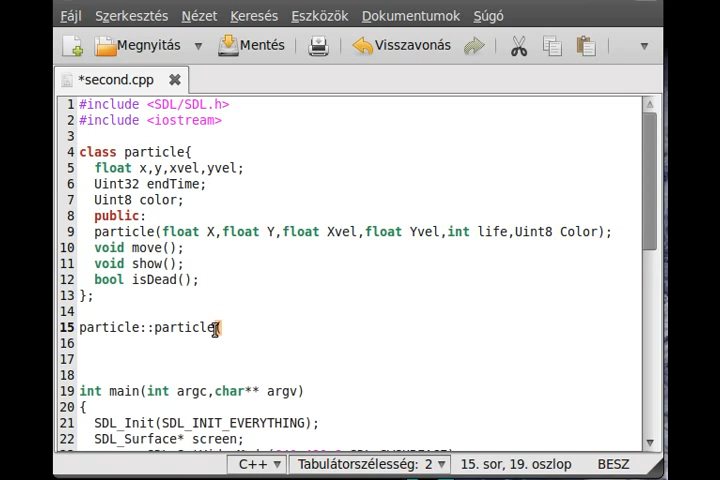 Fájl Szerkesztés Nézet Keresés Eszközök Dokumentumok Súgó
Megnyitás Mentés Visszavonás
*second.cpp
1 #include <SDL/SDL.h>
2 #include <iostream>
3
4 class particle{
5 float x,y,xvel,yvel;
6 Uint32 endTime;
7 Uint8 color;
8 public:
9 particle(float X,float Y,float Xvel,float Yvel,int life,Uint8 Color);
10 void move();
11 void show();
12 bool isDead();
13 };
14
15 particle::particle(
16
17
18
19 int main(int argc,char** argv)
20 {
21 SDL_Init(SDL_INIT_EVERYTHING);
22 SDL_Surface* screen;
C++ Tabulátorszélesség: 2 15. sor, 19. oszlop BESZ